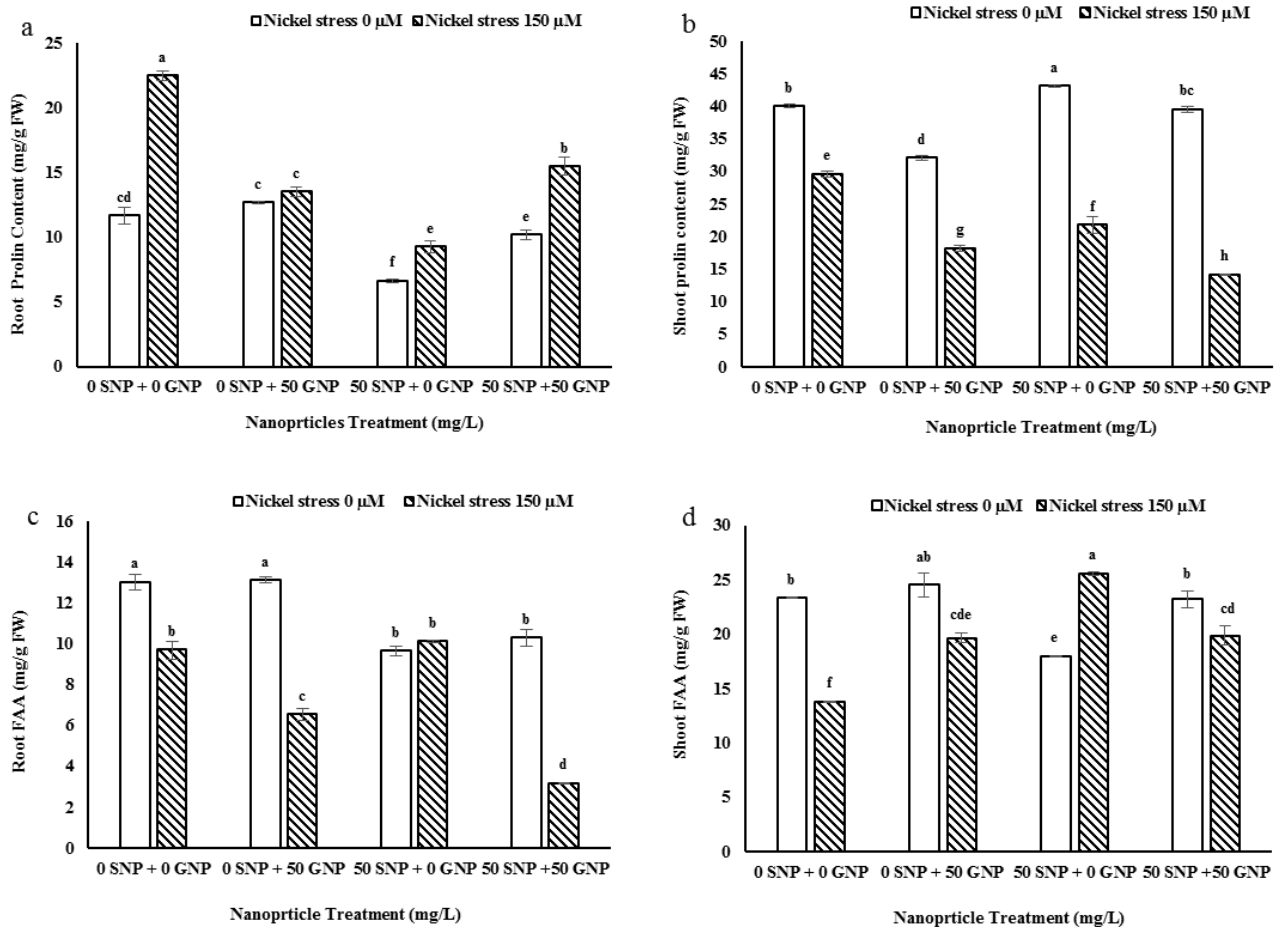 a
Nickel stress 0 µM Nickel stress 150 µM
Root Prolin Content (mg/g FW)
25
20
15
10
5
0
cd a c c f e e b
0 SNP + 0 GNP 0 SNP + 50 GNP 50 SNP + 0 GNP 50 SNP +50 GNP
Nanoprticles Treatment (mg/L)
b
Nickel stress 0 µM Nickel stress 150 µM
Shoot prolin content (mg/g FW)
50
45
40
35
30
25
20
15
10
5
0
b e d g a f bc h
0 SNP + 0 GNP 0 SNP + 50 GNP 50 SNP + 0 GNP 50 SNP +50 GNP
Nanoprticle Treatment (mg/L)
c
Nickel stress 0 µM Nickel stress 150 µM
Root FAA (mg/g FW)
16
14
12
10
8
6
4
2
0
a b a c b b b d
0 SNP + 0 GNP 0 SNP + 50 GNP 50 SNP + 0 GNP 50 SNP +50 GNP
Nanoprticle Treatment (mg/L)
d
Nickel stress 0 µM Nickel stress 150 µM
Shoot FAA (mg/g FW)
30
25
20
15
10
5
0
b f ab cde e a b cd
0 SNP + 0 GNP 0 SNP + 50 GNP 50 SNP + 0 GNP 50 SNP +50 GNP
Nanoprticle Treatment (mg/L)